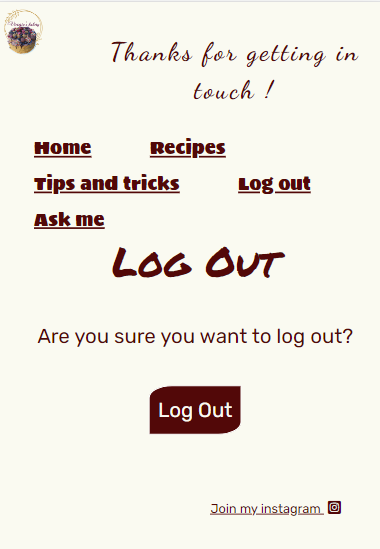 Thanks for getting in
touch !
Home Recipes
Tips and tricks Log out
Ask me
Log Out
Are you sure you want to log out?
Log Out
Join my instagram